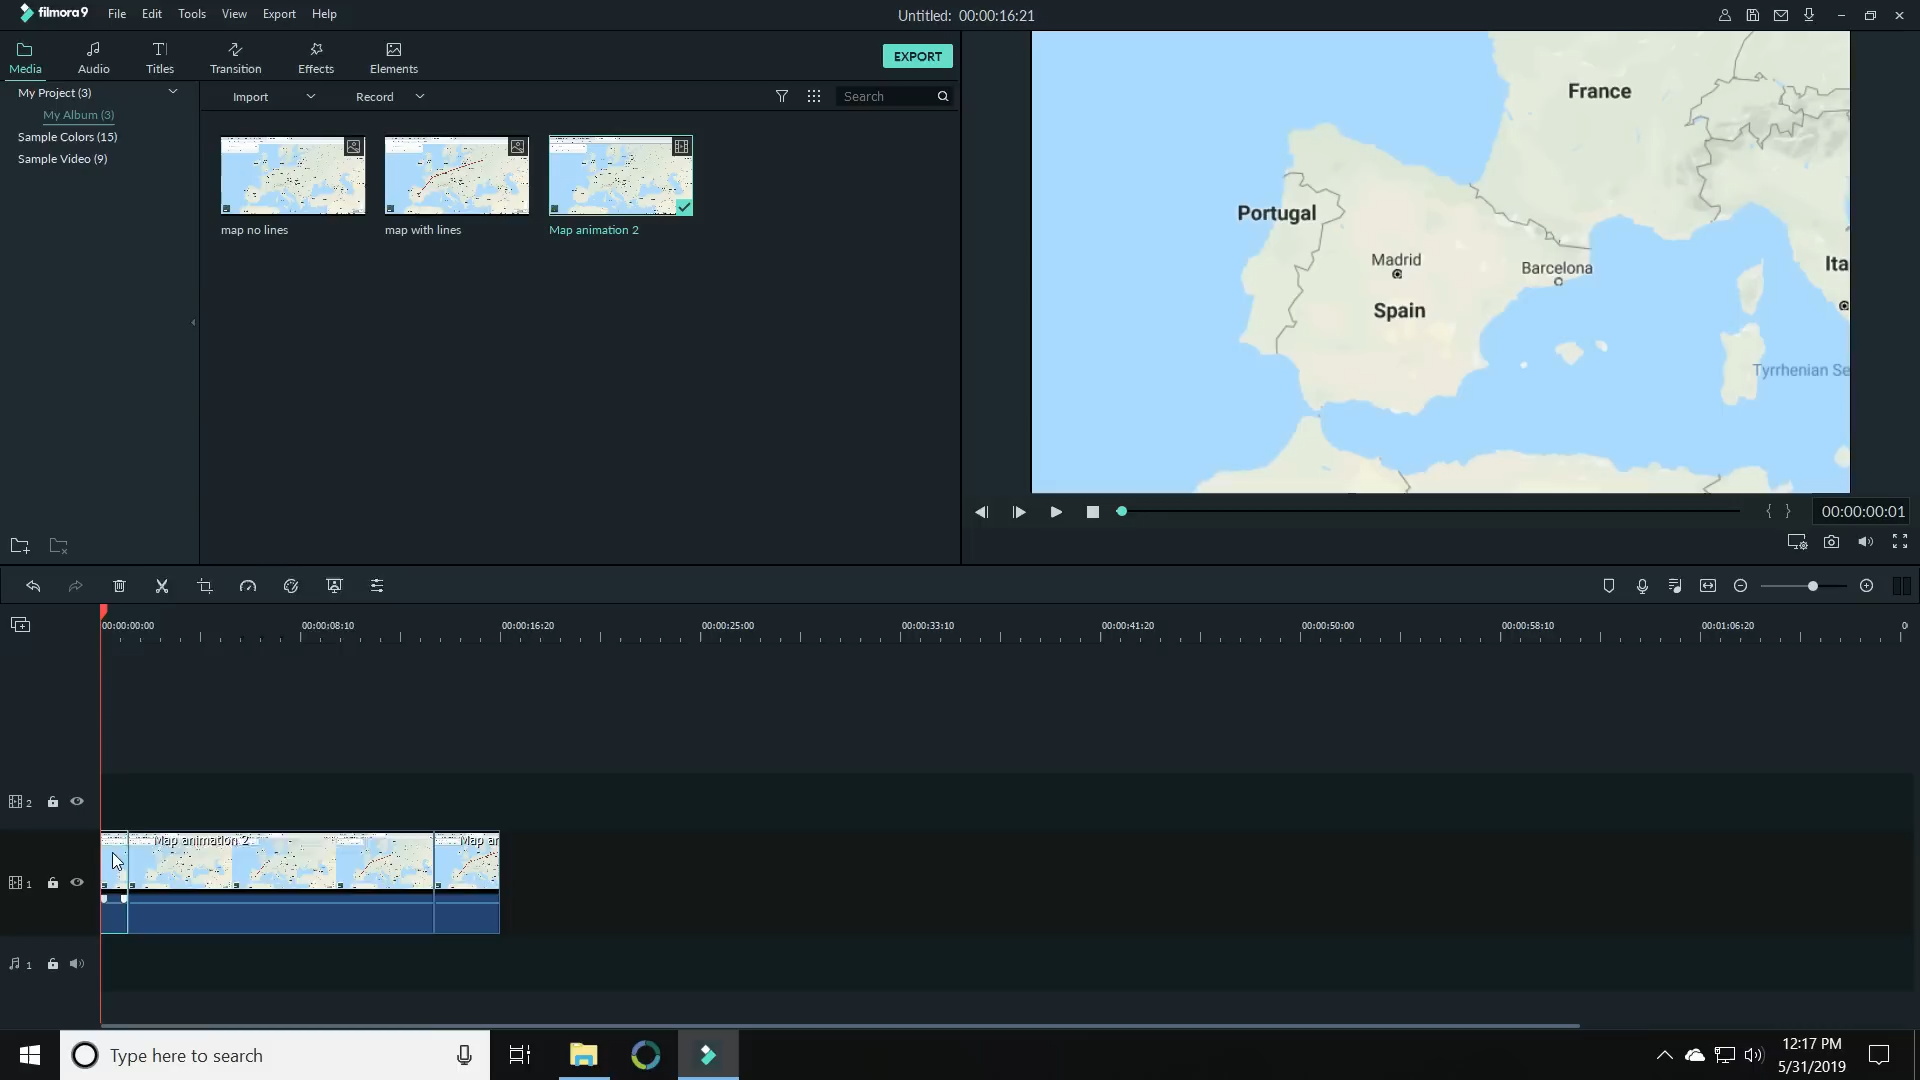 filmora9 File Edit Tools View Export Help Untitled: 00:00:16:21
Media Audio Titles Transition Effects Elements EXPORT
My Project (3)
My Album (3)
Sample Colors (15)
Sample Video (9)
Import Record Search
map no lines map with lines Map animation 2
France
Portugal
Madrid
Barcelona
Ita
Spain
Tyrrhenian Se
{ } 00:00:00:01
00:00:00:00 00:00:08:10 00:00:16:20 00:00:25:00 00:00:33:10 00:00:41:20 00:00:50:00 00:00:58:10 00:01:06:20
2
Map animation 2 Map an
1
1
Type here to search
12:17 PM
5/31/2019